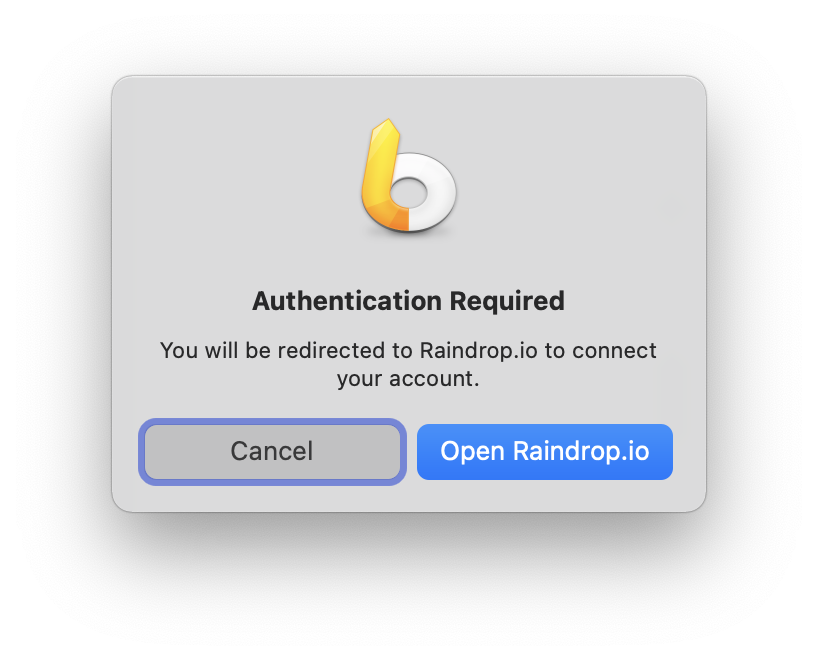 Authentication Required
You will be redirected to Raindrop.io to connect
your account.
Cancel
Open Raindrop.io